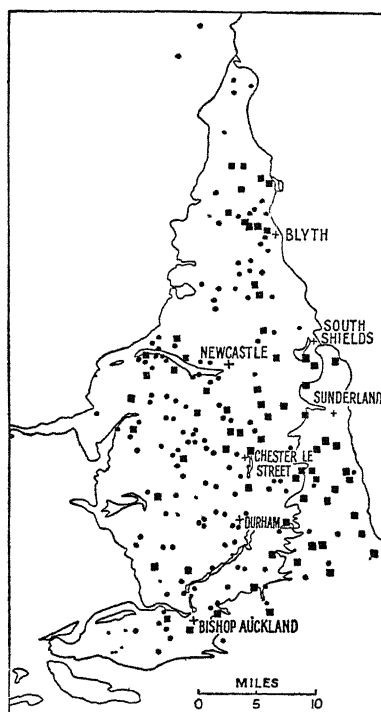 BLYTH
SOUTH
SHIELDS
NEWCASTLE
SUNDERLAND
CHESTER LE
STREET
DURHAM
BISHOP AUCKLAND
MILES
0 5 10